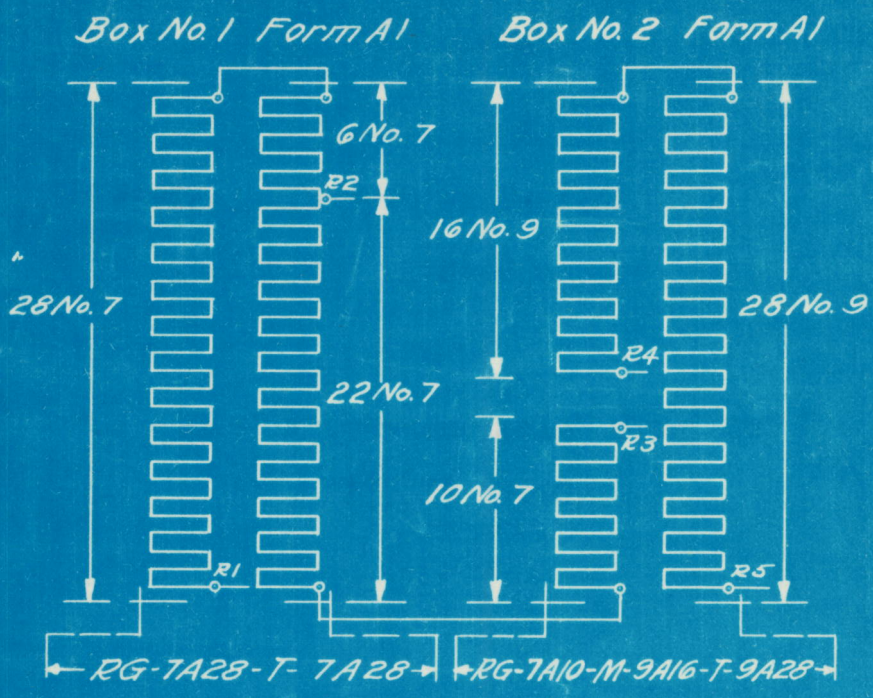 Box No. 1 Form A1
Box No. 2 Form A1
6 No. 7
R2
16 No. 9
28 No. 7
28 No. 9
R4
22 No. 7
R3
10 No. 7
R1
R5
RG-7A28-T-7A28
RG-7A10-M-9A16-T-9A28